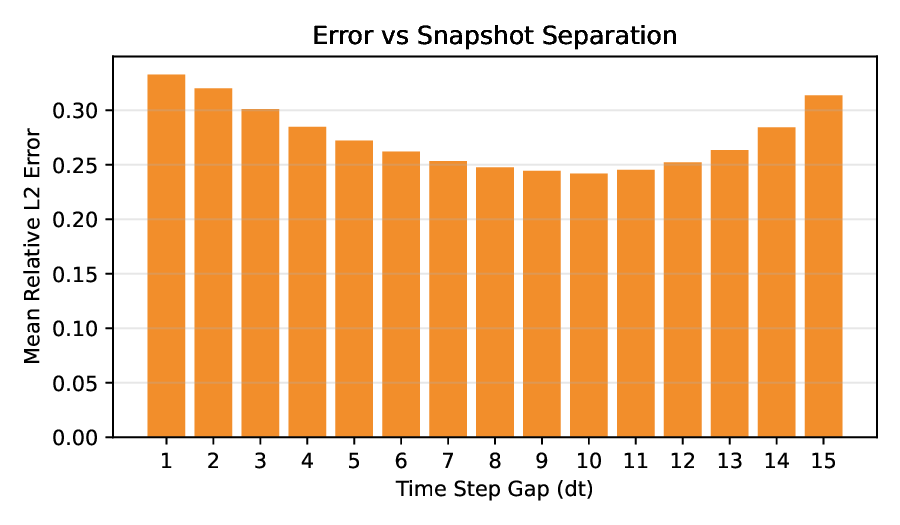 Error vs Snapshot Separation
Mean Relative L2 Error
0.30
0.25
0.20
0.15
0.10
0.05
0.00
1 2 3 4 5 6 7 8 9 10 11 12 13 14 15
Time Step Gap (dt)